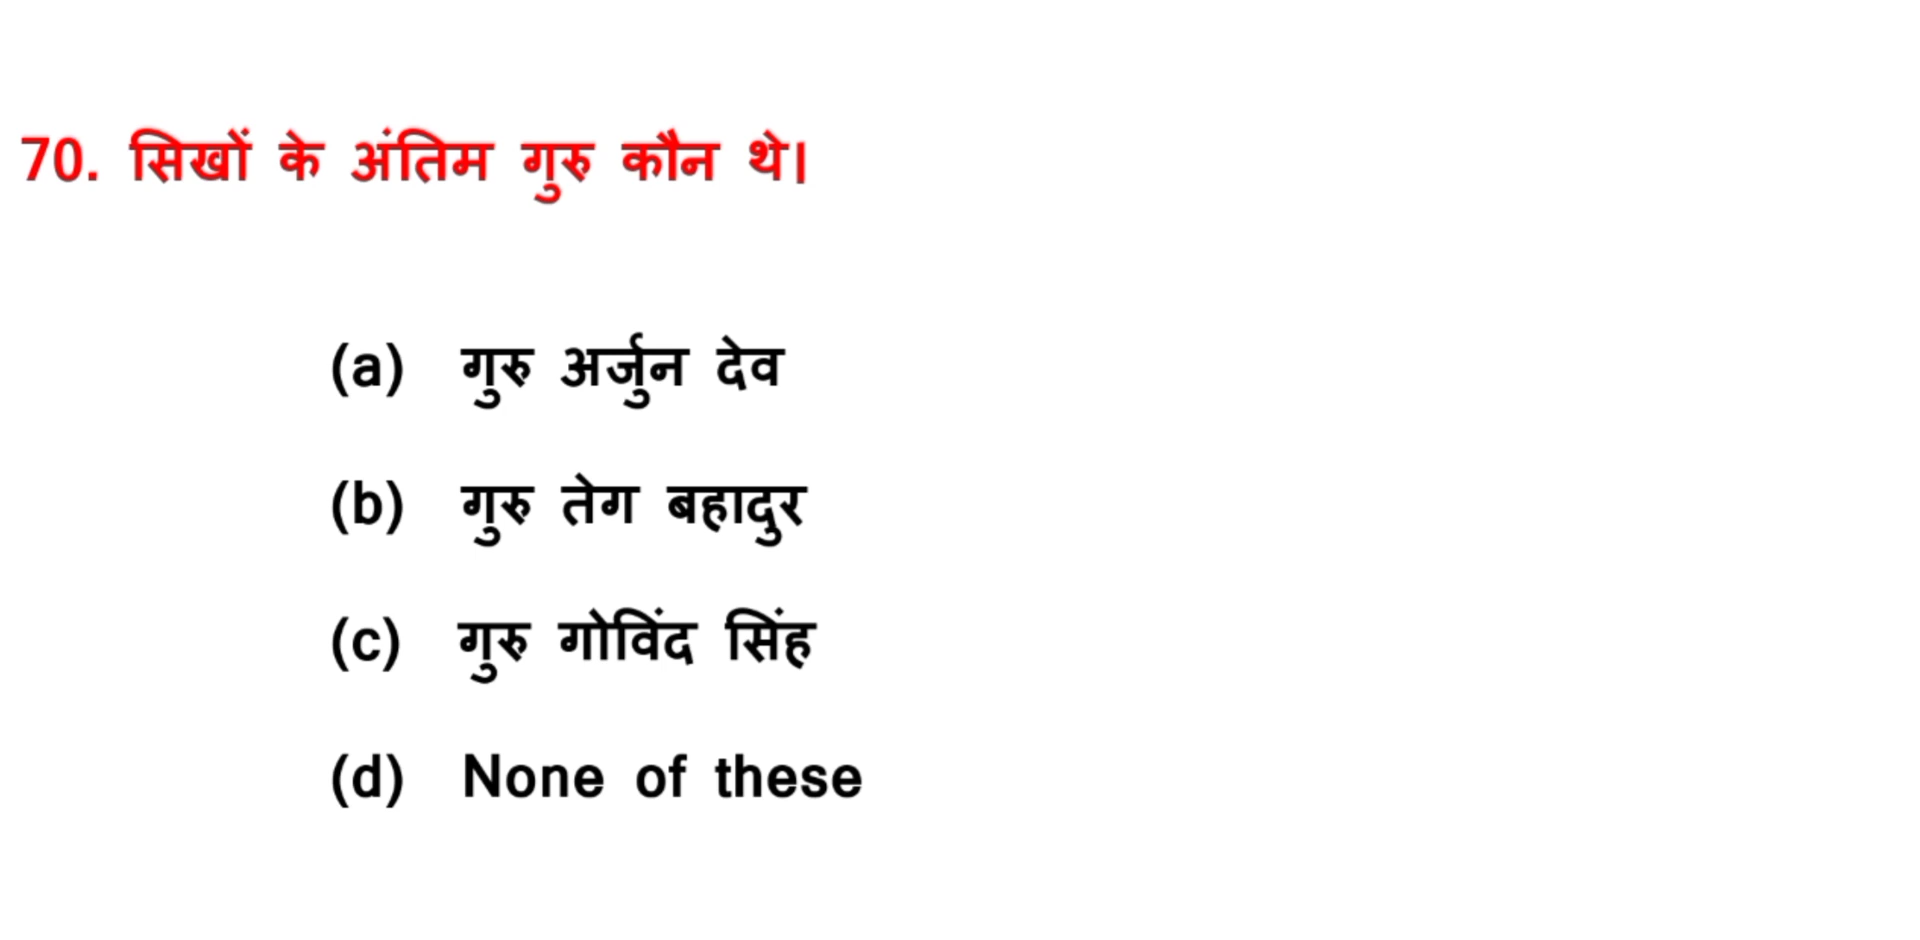 70. सिखों के अंतिम गुरु कौन थे।
(a) गुरु अर्जुन देव
(b) गुरु तेग बहादुर
(c) गुरु गोविंद सिंह
(d) None of these